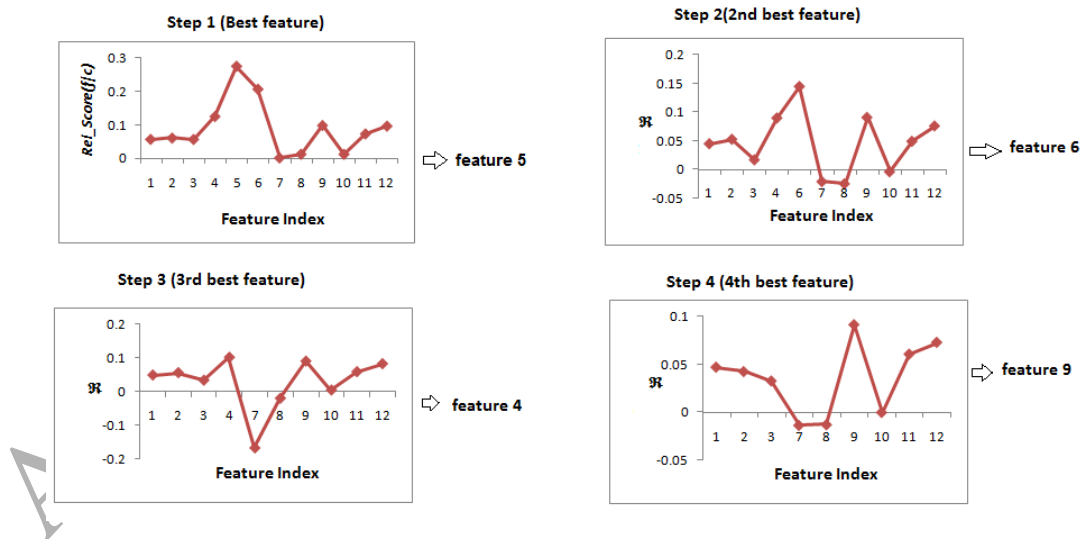 Step 1 (Best feature)
Rel_Score(f|c)
0.3
0.2
0.1
0
1 2 3 4 5 6 7 8 9 10 11 12
Feature Index
feature 5
Step 2(2nd best feature)
ℜ
0.2
0.15
0.1
0.05
0
-0.05
1 2 3 4 6 7 8 9 10 11 12
Feature Index
feature 6
Step 3 (3rd best feature)
ℜ
0.2
0.1
0
-0.1
-0.2
1 2 3 4 7 8 9 10 11 12
Feature Index
feature 4
Step 4 (4th best feature)
ℜ
0.1
0.05
0
-0.05
1 2 3 7 8 9 10 11 12
Feature Index
feature 9